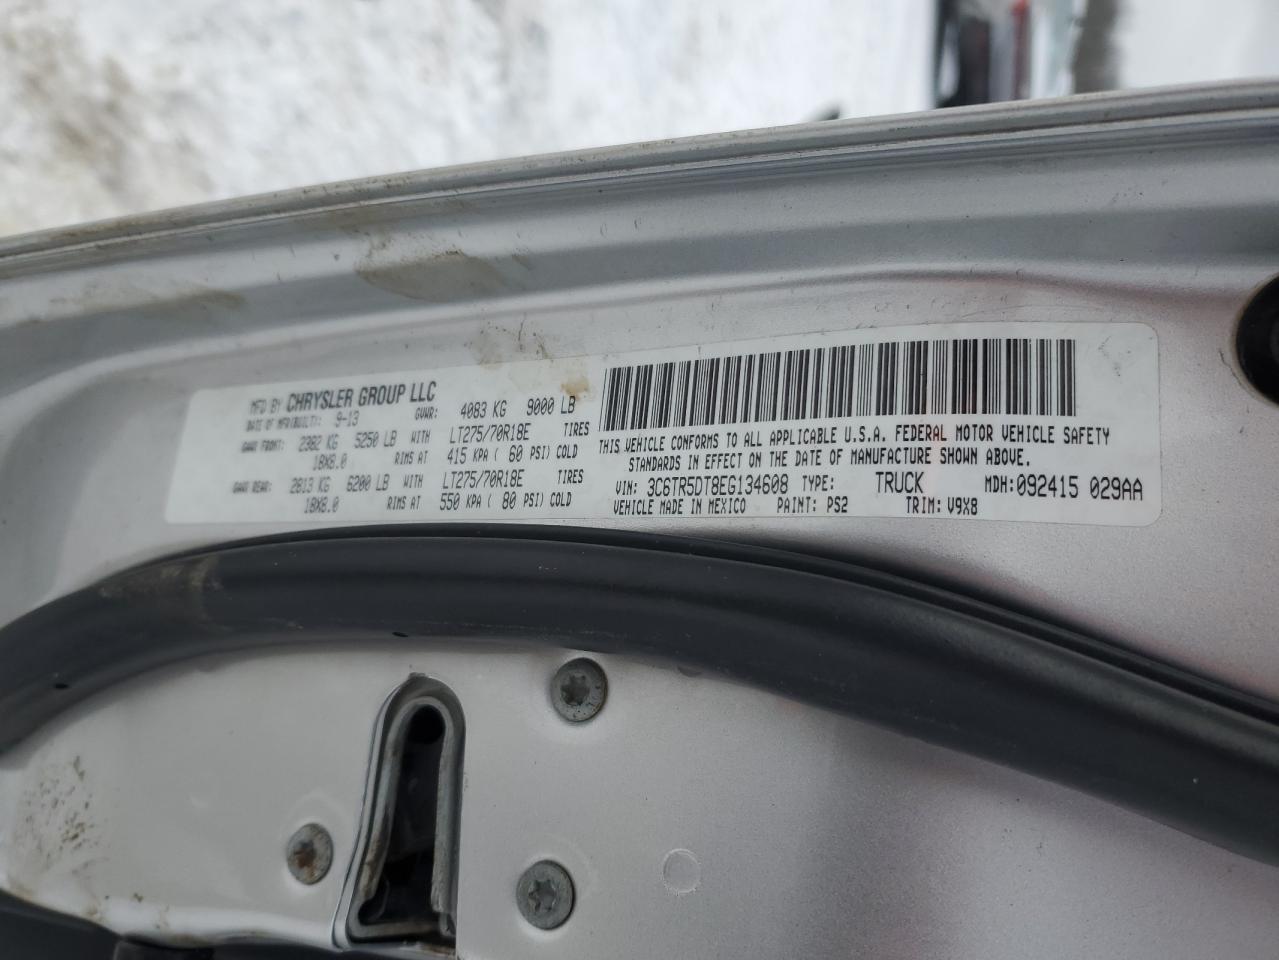 MFD BY CHRYSLER GROUP LLC
DATE OF MFR(BUILT): 9-13 GVWR: 4083 KG 9000 LB
GAWR FRONT: 2382 KG 5250 LB WITH LT275/70R18E TIRES
18X8.0 RIMS AT 415 KPA ( 60 PSI) COLD
GAWR REAR: 2813 KG 6200 LB WITH LT275/70R18E TIRES
18X8.0 RIMS AT 550 KPA ( 80 PSI) COLD
THIS VEHICLE CONFORMS TO ALL APPLICABLE U.S.A. FEDERAL MOTOR VEHICLE SAFETY
STANDARDS IN EFFECT ON THE DATE OF MANUFACTURE SHOWN ABOVE.
VIN: 3C6TR5DT8EG134608 TYPE: TRUCK MDH:092415 029AA
VEHICLE MADE IN MEXICO PAINT: PS2 TRIM: V9X8